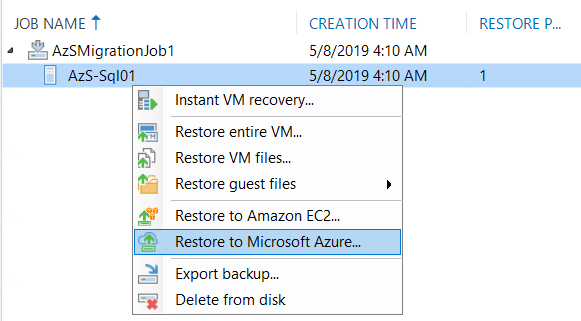 JOB NAME CREATION TIME RESTORE P...
AzSMigrationJob1 5/8/2019 4:10 AM
AzS-Sql01 5/8/2019 4:10 AM 1
Instant VM recovery...
Restore entire VM...
Restore VM files...
Restore guest files
Restore to Amazon EC2...
Restore to Microsoft Azure...
Export backup...
Delete from disk